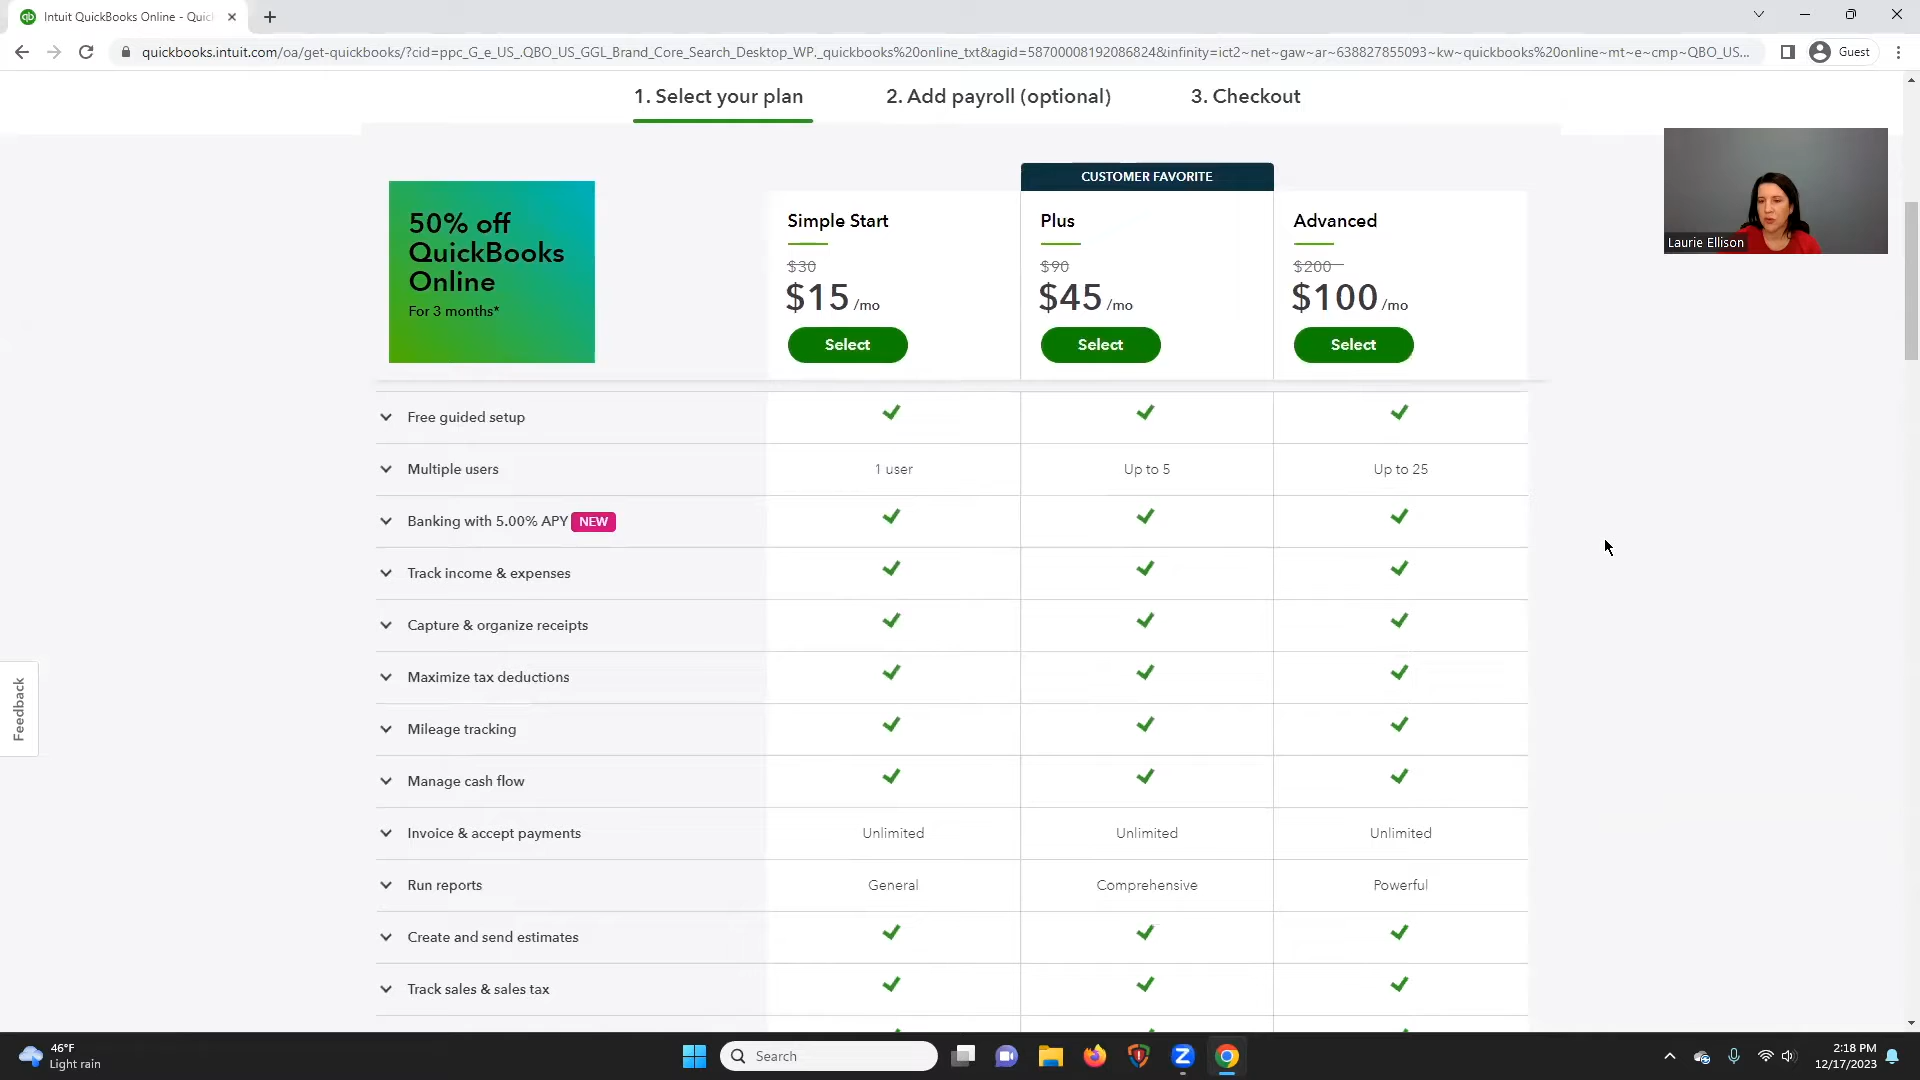 Intuit QuickBooks Online - Quic
quickbooks.intuit.com/oa/get-quickbooks/?cid=ppc_G_e_US_.QBO_US_GGL_Brand_Core_Search_Desktop_WP._quickbooks%20online_txt&agid=58700008192086824&infinity=ict2~net~gaw~ar~638827855093~kw~quickbooks%20online~mt~e~cmp~QBO_US...
Guest
1. Select your plan
2. Add payroll (optional)
3. Checkout
50% off
QuickBooks
Online
For 3 months*
CUSTOMER FAVORITE
Simple Start
$30
$15 /mo
Select
Plus
$90
$45 /mo
Select
Advanced
$200
$100 /mo
Select
Laurie Ellison
Free guided setup
Multiple users 1 user Up to 5 Up to 25
Banking with 5.00% APY NEW
Track income & expenses
Capture & organize receipts
Maximize tax deductions
Mileage tracking
Manage cash flow
Invoice & accept payments Unlimited Unlimited Unlimited
Run reports General Comprehensive Powerful
Create and send estimates
Track sales & sales tax
Feedback
46°F
Light rain
Search
2:18 PM
12/17/2023